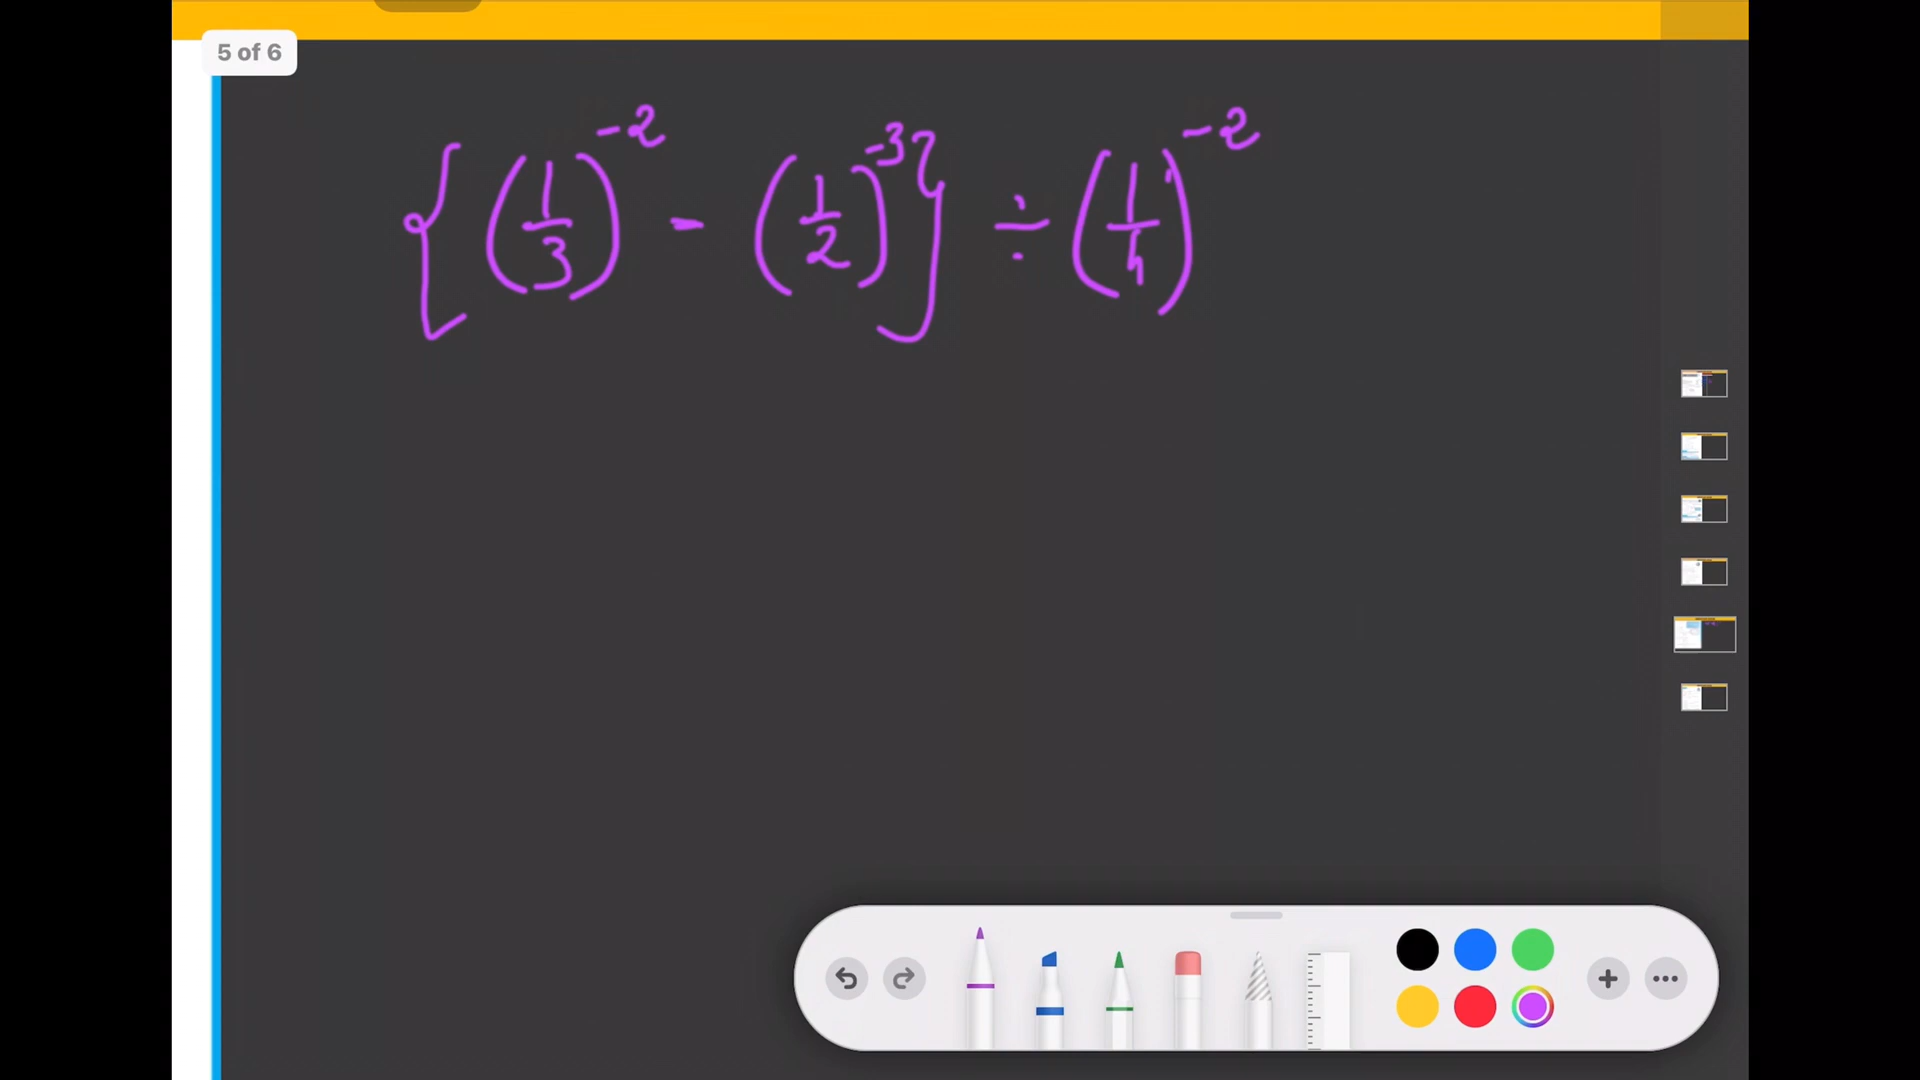 5 of 6
{(1/3)^-2 - (1/2)^-3} ÷ (1/4)^-2